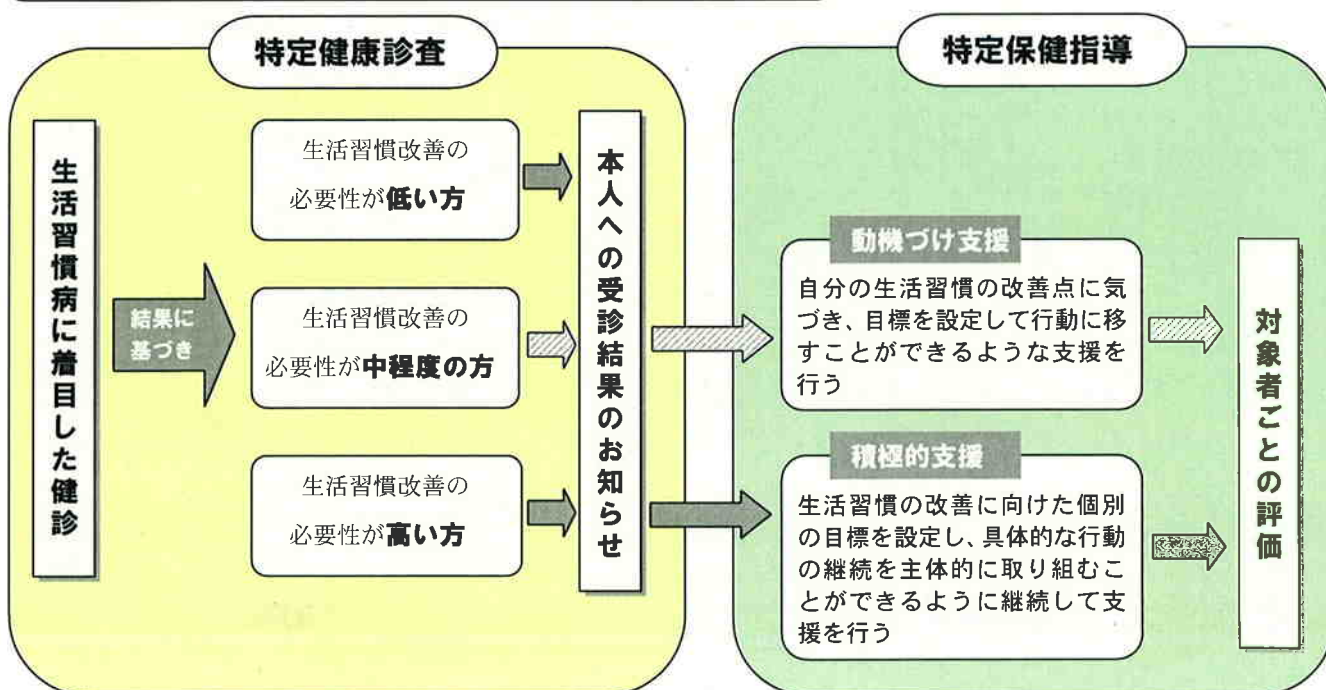 特定健康診査
生活習慣病に着目した健診
結果に
基づき
生活習慣改善の
必要性が低い方
生活習慣改善の
必要性が中程度の方
生活習慣改善の
必要性が高い方
本人への受診結果のお知らせ
特定保健指導
動機づけ支援
自分の生活習慣の改善点に気
づき、目標を設定して行動に移
すことができるような支援を
行う
積極的支援
生活習慣の改善に向けた個別
の目標を設定し、具体的な行動
の継続を主体的に取り組むこ
とができるように継続して支
援を行う
対象者ごとの評価